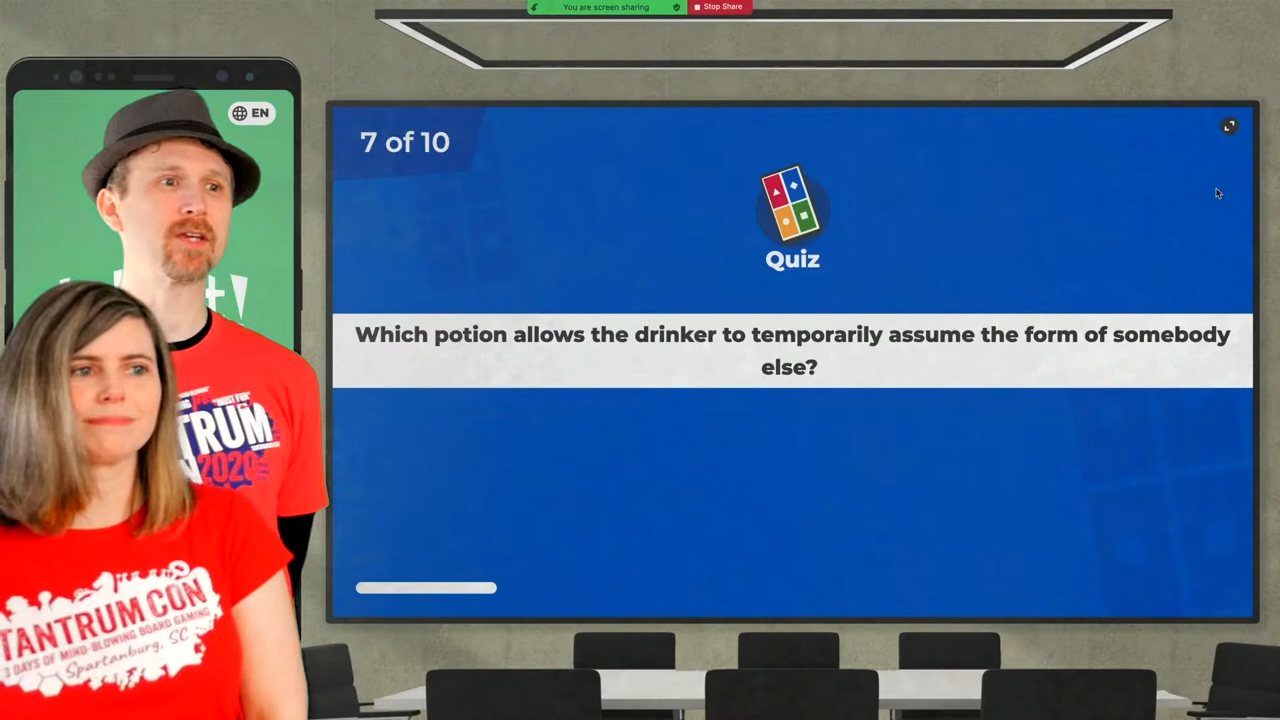 You are screen sharing
Stop Share
EN
7 of 10
Quiz
Which potion allows the drinker to temporarily assume the form of somebody
else?
TRUM
2020
TANTRUM CON
3 DAYS OF MIND-BLOWING BOARD GAMING
Spartanburg, SC